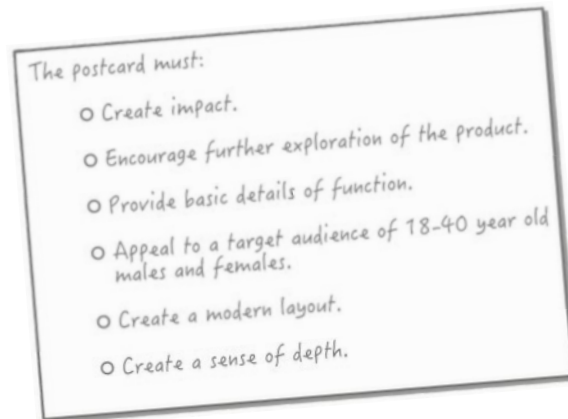 The postcard must:
O Create impact.
O Encourage further exploration of the product.
O Provide basic details of function.
O Appeal to a target audience of 18-40 year old
males and females.
O Create a modern layout.
O Create a sense of depth.